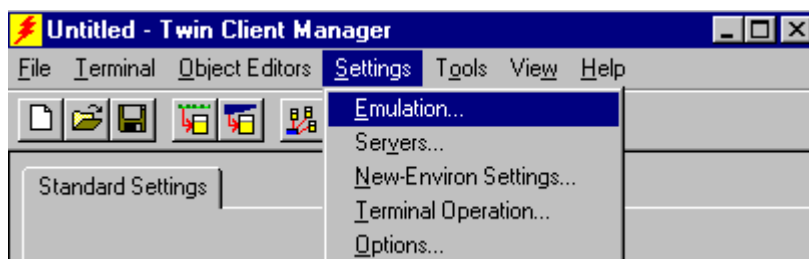 Untitled - Twin Client Manager
File Terminal Object Editors Settings Tools View Help
Emulation...
Servers...
New-Environ Settings...
Terminal Operation...
Options...
Standard Settings